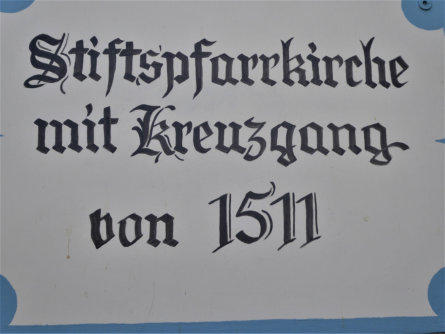 Stiftspfarrkirche
mit Kreuzgang
von 1511